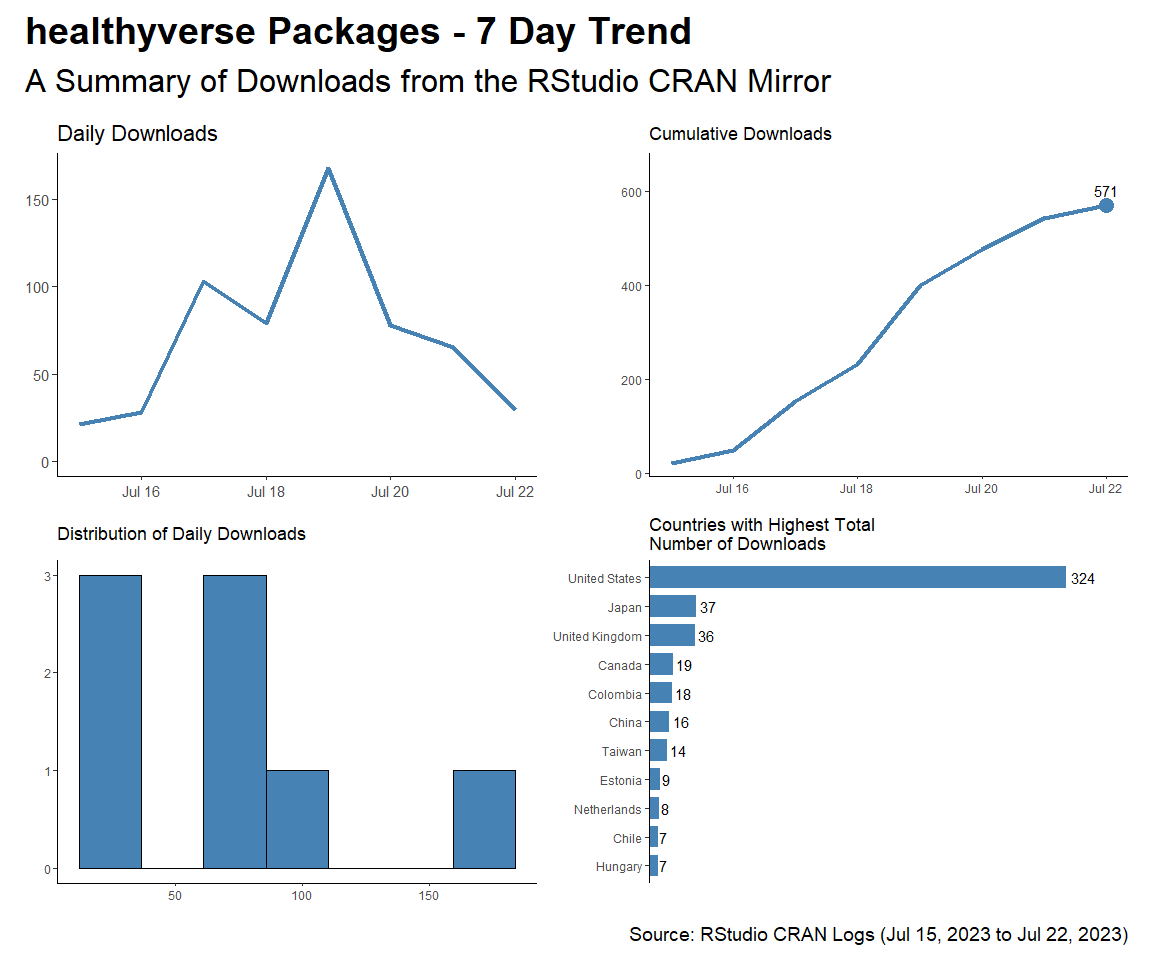 healthyverse Packages - 7 Day Trend
A Summary of Downloads from the RStudio CRAN Mirror
Daily Downloads
150
100
50
0
Jul 16 Jul 18 Jul 20 Jul 22
Cumulative Downloads
600
400
200
0
571
Jul 16 Jul 18 Jul 20 Jul 22
Distribution of Daily Downloads
3
2
1
0
50 100 150
Countries with Highest Total
Number of Downloads
United States 324
Japan 37
United Kingdom 36
Canada 19
Colombia 18
China 16
Taiwan 14
Estonia 9
Netherlands 8
Chile 7
Hungary 7
Source: RStudio CRAN Logs (Jul 15, 2023 to Jul 22, 2023)